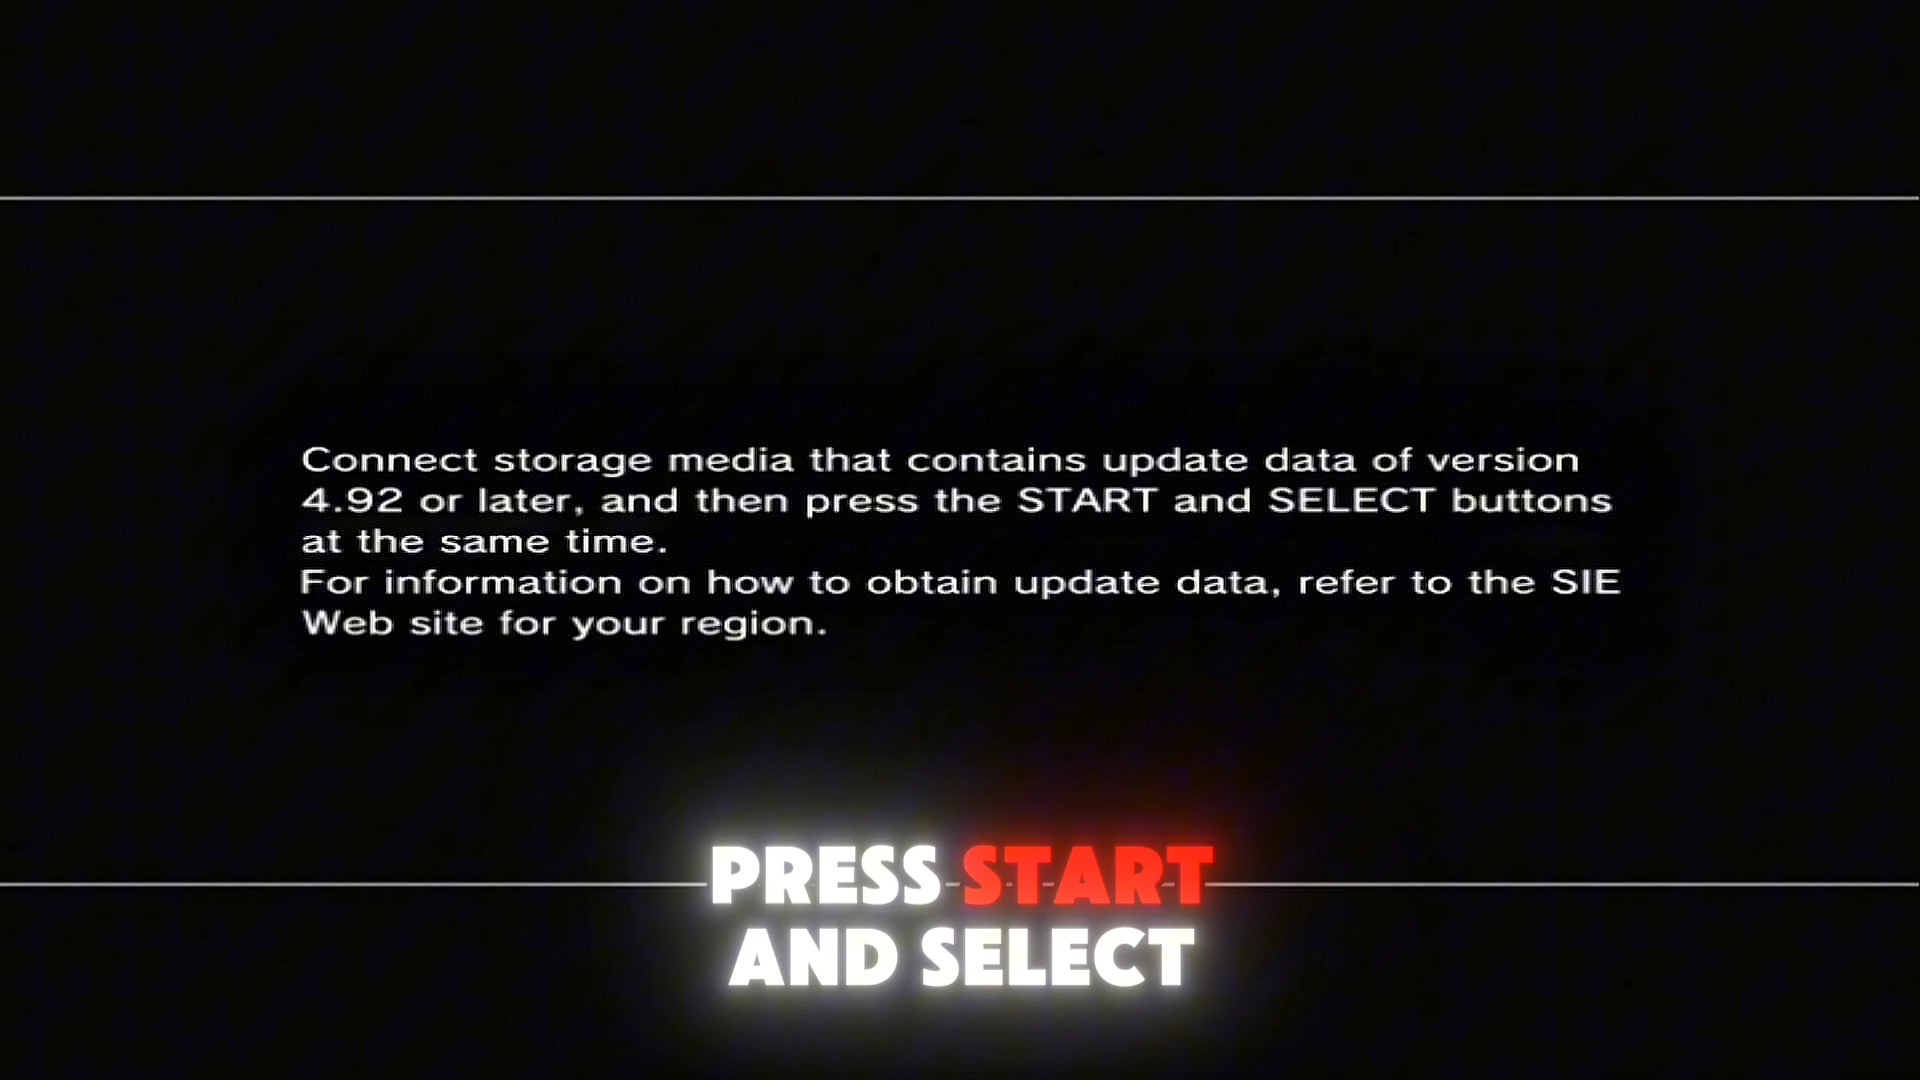 Connect storage media that contains update data of version
4.92 or later, and then press the START and SELECT buttons
at the same time.
For information on how to obtain update data, refer to the SIE
Web site for your region.
PRESS START
AND SELECT